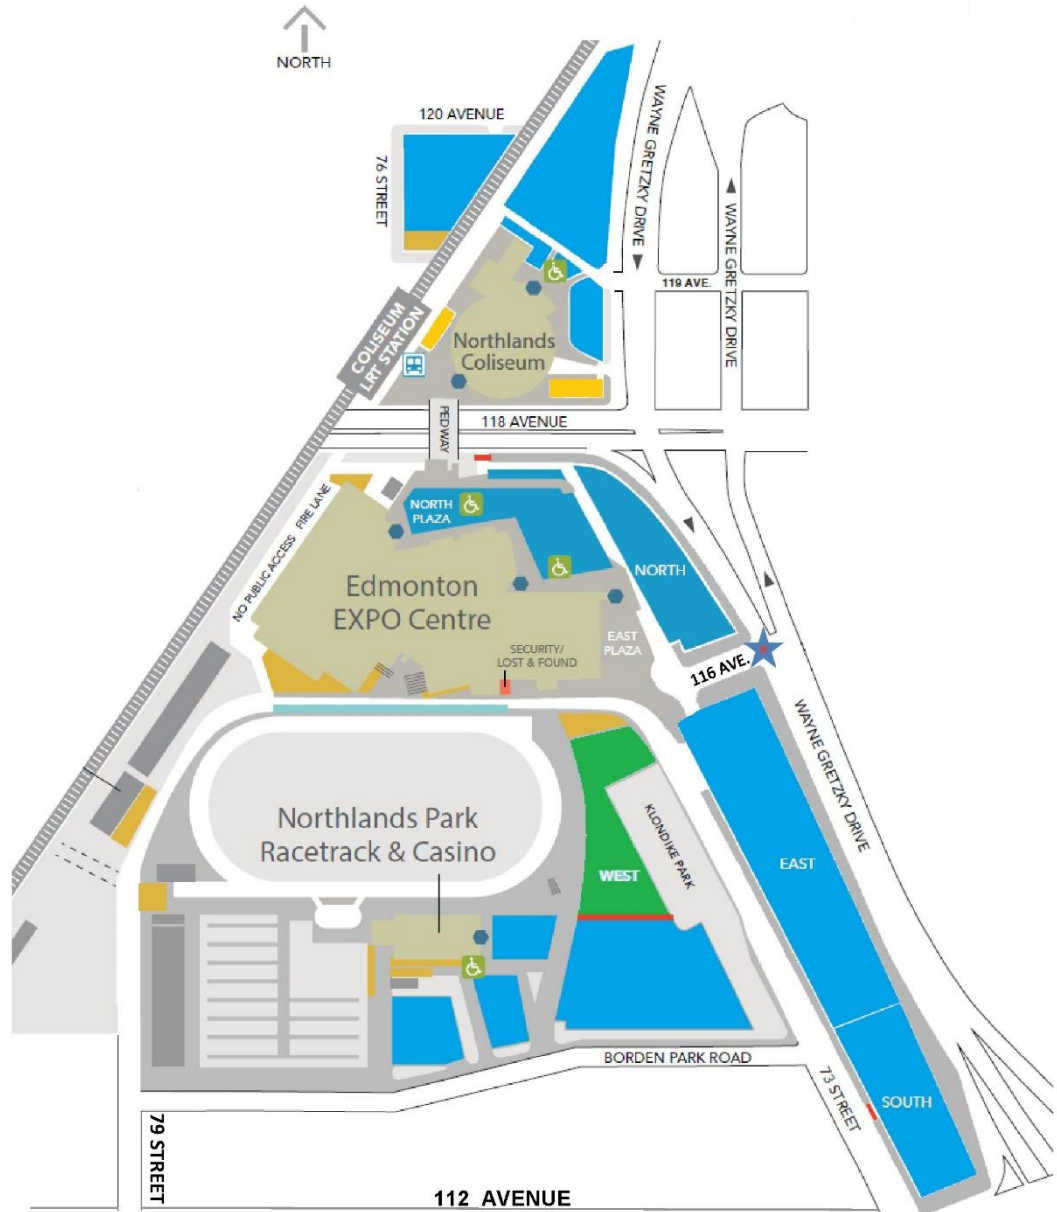 NORTH
120 AVENUE
76 STREET
WAYNE GRETZKY DRIVE
WAYNE GRETZKY DRIVE
119 AVE.
COLISEUM
LRT STATION
Northlands
Coliseum
PEDWAY
118 AVENUE
NO PUBLIC ACCESS FIRE LANE
NORTH
PLAZA
NORTH
Edmonton
EXPO Centre
EAST
PLAZA
SECURITY/
LOST & FOUND
116 AVE.
WAYNE GRETZKY DRIVE
Northlands Park
Racetrack & Casino
KLONDIKE PARK
WEST
EAST
BORDEN PARK ROAD
73 STREET
SOUTH
79 STREET
112 AVENUE